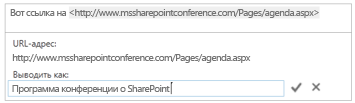 Вот ссылка на <http://www.mssharepointconference.com/Pages/agenda.aspx>
URL-адрес:
http://www.mssharepointconference.com/Pages/agenda.aspx
Выводить как:
Программа конференции о SharePoint